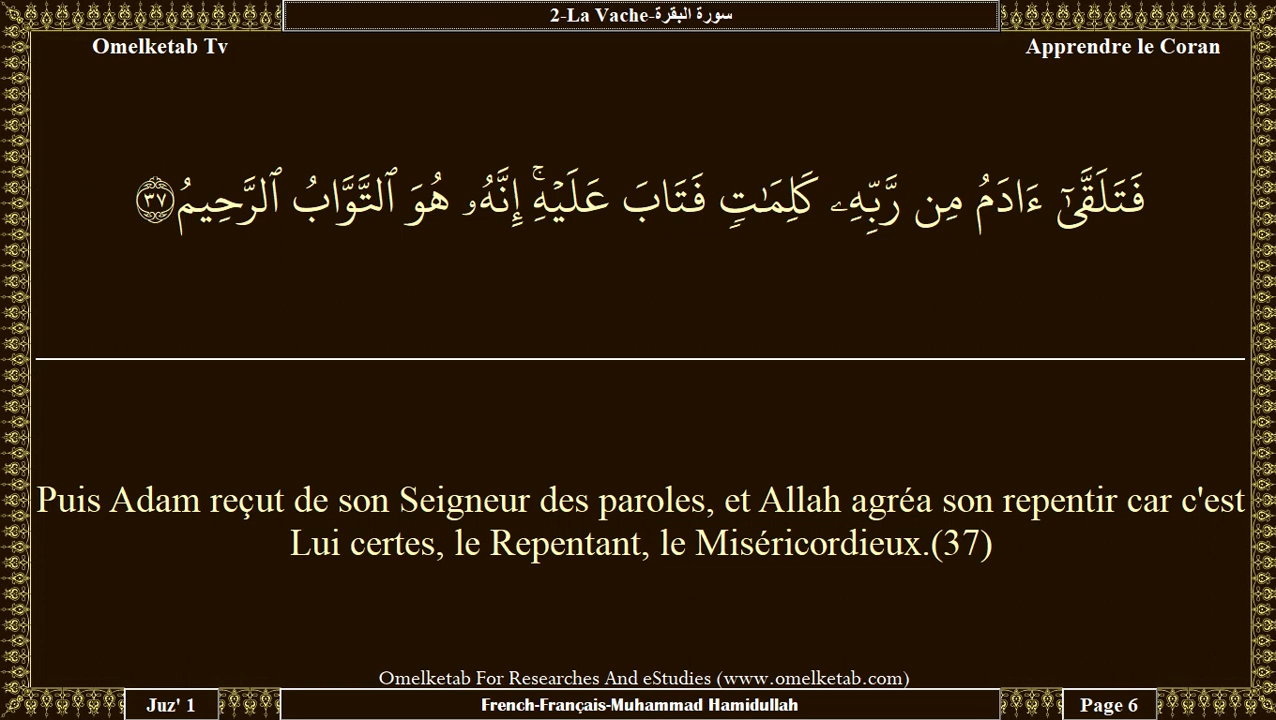 2-La Vache-سورة البقرة
Omelketab Tv
Apprendre le Coran
فَتَلَقَّىٰٓ ءَادَمُ مِن رَّبِّهِۦ كَلِمَٰتٖ فَتَابَ عَلَيۡهِۚ إِنَّهُۥ هُوَ ٱلتَّوَّابُ ٱلرَّحِيمُ ٣٧
Puis Adam reçut de son Seigneur des paroles, et Allah agréa son repentir car c'est
Lui certes, le Repentant, le Miséricordieux.(37)
Omelketab For Researches And eStudies (www.omelketab.com)
Juz' 1
French-Français-Muhammad Hamidullah
Page 6